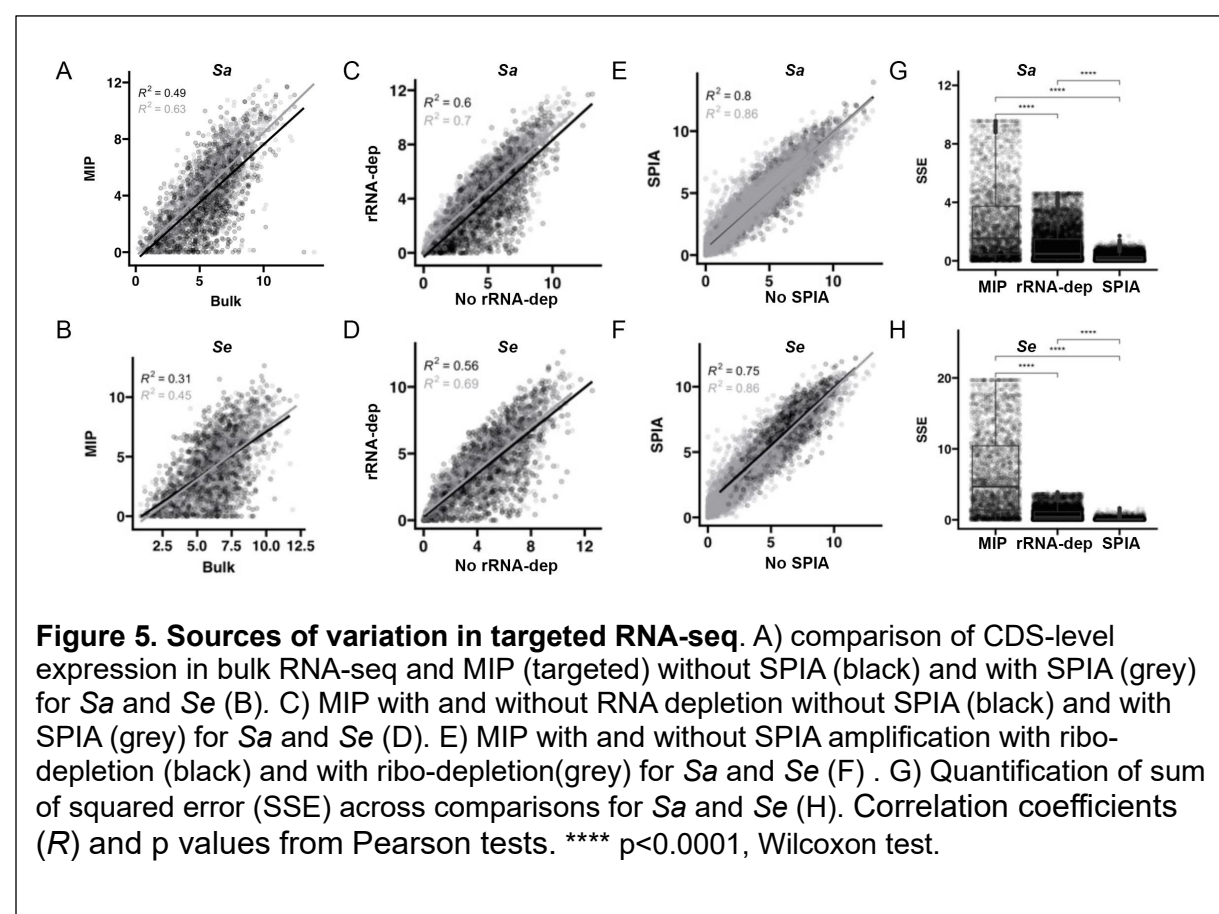 A
Sa
R² = 0.49
R² = 0.63
12
8
4
0
MIP
0
5
10
Bulk
C
Sa
R² = 0.6
R² = 0.7
12
8
4
0
rRNA-dep
0
5
10
No rRNA-dep
E
Sa
R² = 0.8
R² = 0.86
10
5
0
SPIA
0
5
10
No SPIA
G
Sa
****
****
****
12
8
4
0
SSE
MIP rRNA-dep SPIA
B
Se
R² = 0.31
R² = 0.45
10
5
0
MIP
2.5 5.0 7.5 10.0 12.5
Bulk
D
Se
R² = 0.56
R² = 0.69
10
5
0
rRNA-dep
0
4
8
12
No rRNA-dep
F
Se
R² = 0.75
R² = 0.86
10
5
0
SPIA
0
5
10
No SPIA
H
Se
****
****
****
20
10
0
SSE
MIP rRNA-dep SPIA
Figure 5. Sources of variation in targeted RNA-seq. A) comparison of CDS-level
expression in bulk RNA-seq and MIP (targeted) without SPIA (black) and with SPIA (grey)
for Sa and Se (B). C) MIP with and without RNA depletion without SPIA (black) and with
SPIA (grey) for Sa and Se (D). E) MIP with and without SPIA amplification with ribo-
depletion (black) and with ribo-depletion(grey) for Sa and Se (F) . G) Quantification of sum
of squared error (SSE) across comparisons for Sa and Se (H). Correlation coefficients
(R) and p values from Pearson tests. **** p<0.0001, Wilcoxon test.